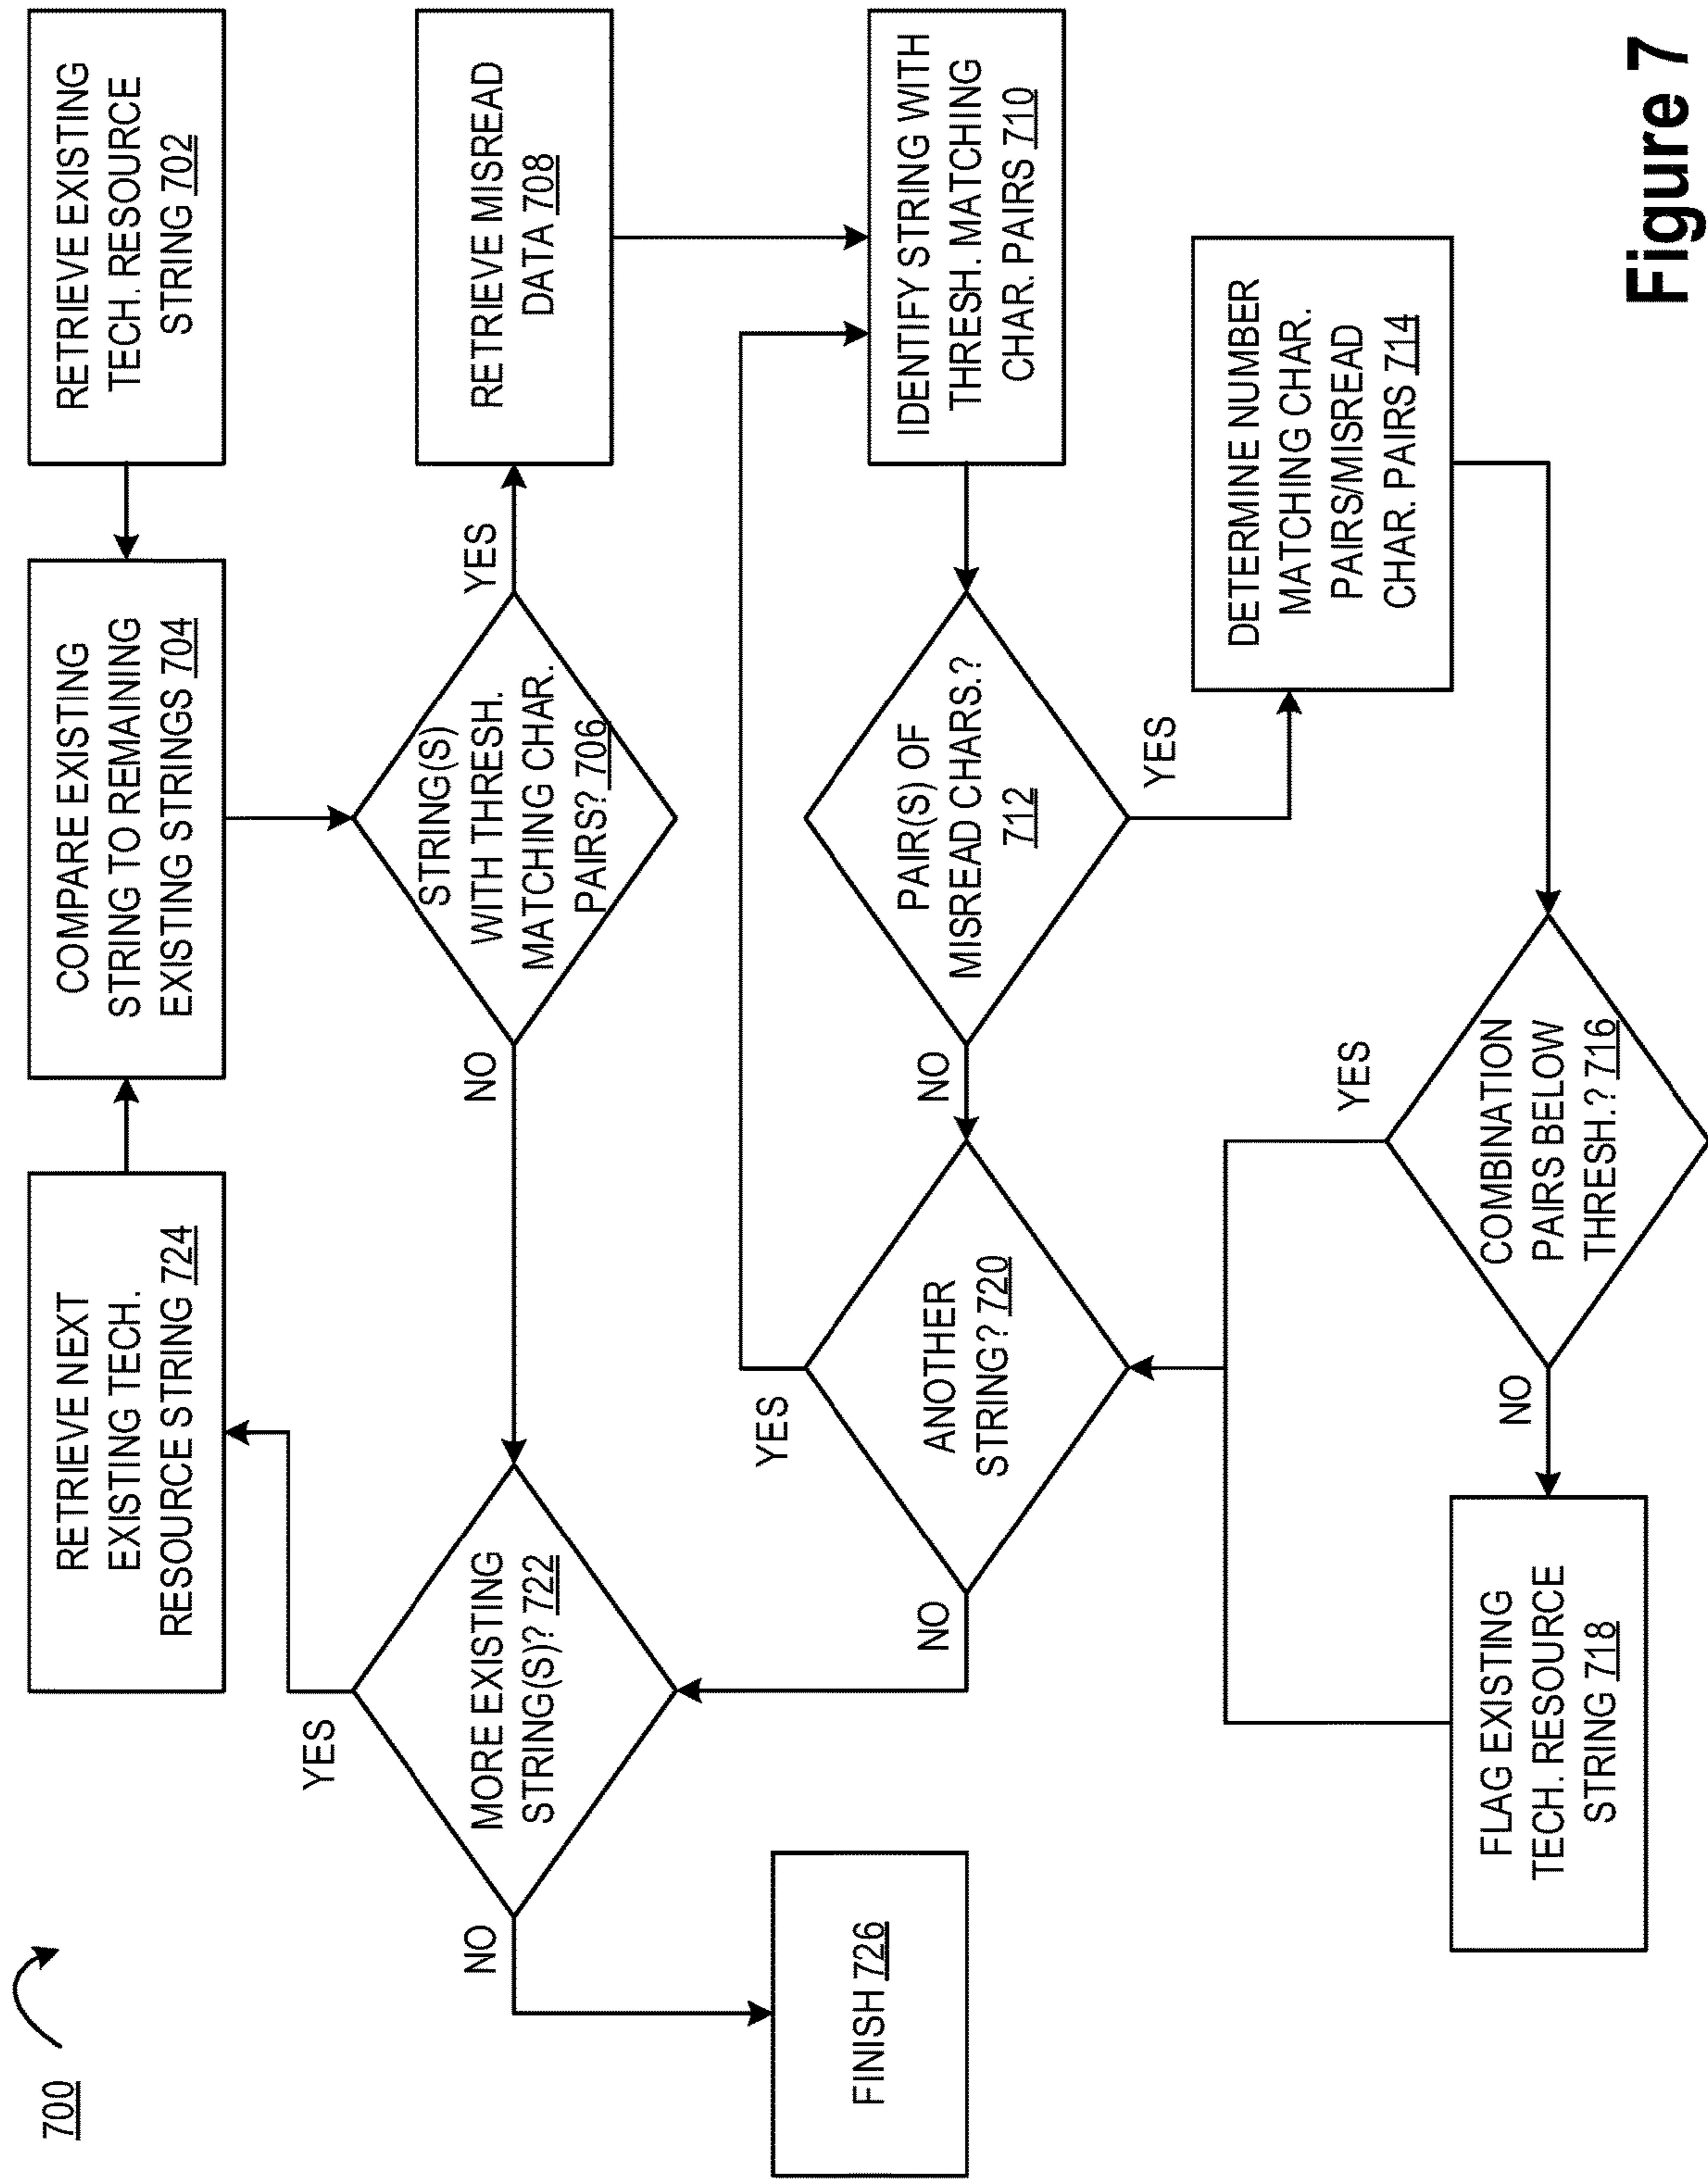 700
RETRIEVE NEXT
EXISTING TECH.
RESOURCE STRING 724
COMPARE EXISTING
STRING TO REMAINING
EXISTING STRINGS 704
RETRIEVE EXISTING
TECH. RESOURCE
STRING 702
YES
NO
MORE EXISTING
STRING(S)? 722
NO
STRING(S)
WITH THRESH.
MATCHING CHAR.
PAIRS? 706
YES
RETRIEVE MISREAD
DATA 708
FINISH 726
NO
YES
ANOTHER
STRING? 720
NO
PAIR(S) OF
MISREAD CHARS.?
712
YES
IDENTIFY STRING WITH
THRESH. MATCHING
CHAR. PAIRS 710
DETERMINE NUMBER
MATCHING CHAR.
PAIRS/MISREAD
CHAR. PAIRS 714
FLAG EXISTING
TECH. RESOURCE
STRING 718
NO
COMBINATION
PAIRS BELOW
THRESH.? 716
YES
Figure 7